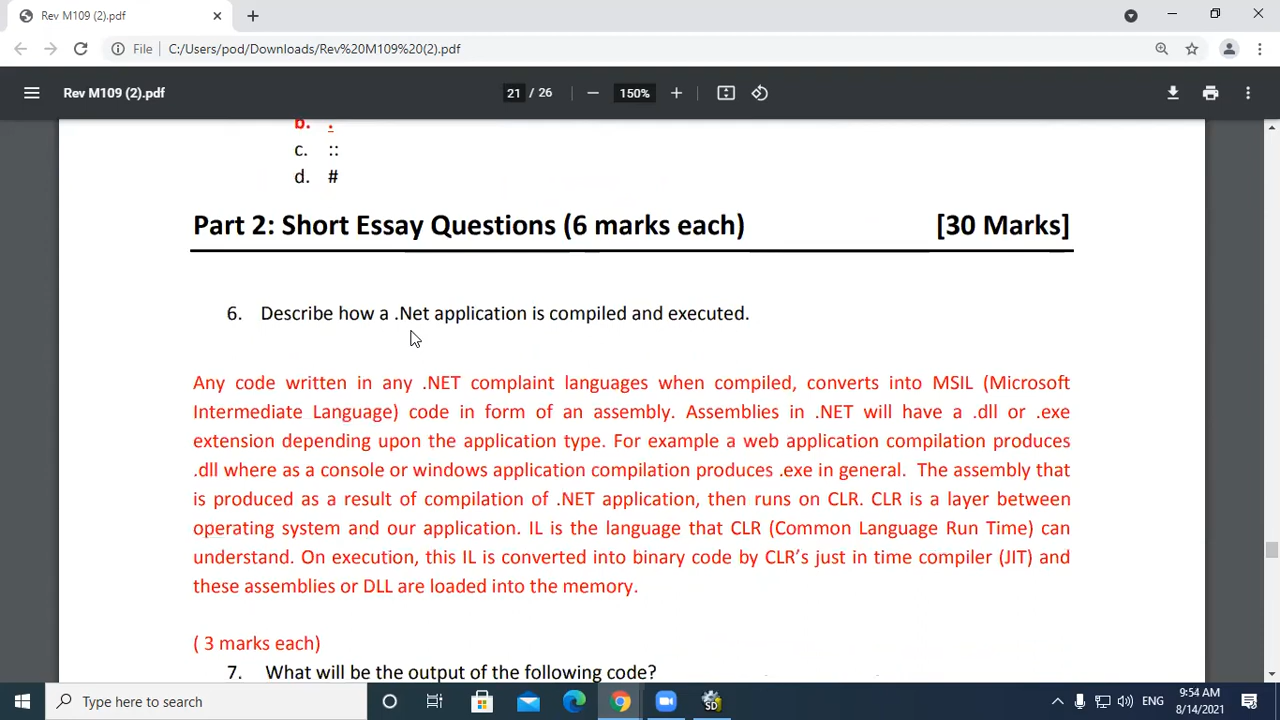 Rev M109 (2).pdf
File
C:/Users/pod/Downloads/Rev%20M109%20(2).pdf
Rev M109 (2).pdf
21 / 26
150%
b. .
c. ::
d. #
Part 2: Short Essay Questions (6 marks each) [30 Marks]
6. Describe how a .Net application is compiled and executed.
Any code written in any .NET complaint languages when compiled, converts into MSIL (Microsoft
Intermediate Language) code in form of an assembly. Assemblies in .NET will have a .dll or .exe
extension depending upon the application type. For example a web application compilation produces
.dll where as a console or windows application compilation produces .exe in general. The assembly that
is produced as a result of compilation of .NET application, then runs on CLR. CLR is a layer between
operating system and our application. IL is the language that CLR (Common Language Run Time) can
understand. On execution, this IL is converted into binary code by CLR’s just in time compiler (JIT) and
these assemblies or DLL are loaded into the memory.
( 3 marks each)
7. What will be the output of the following code?
Type here to search
SD
ENG
9:54 AM
8/14/2021